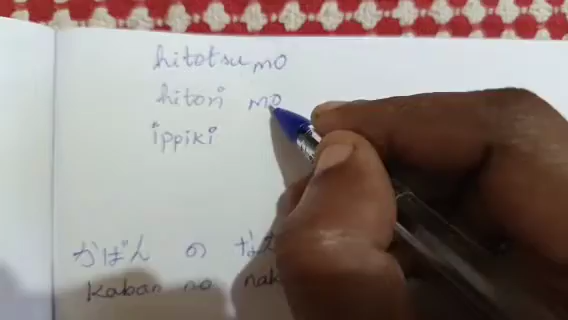 hitotsu mo
hitori mo
ippiki
かばん の
Kaban no